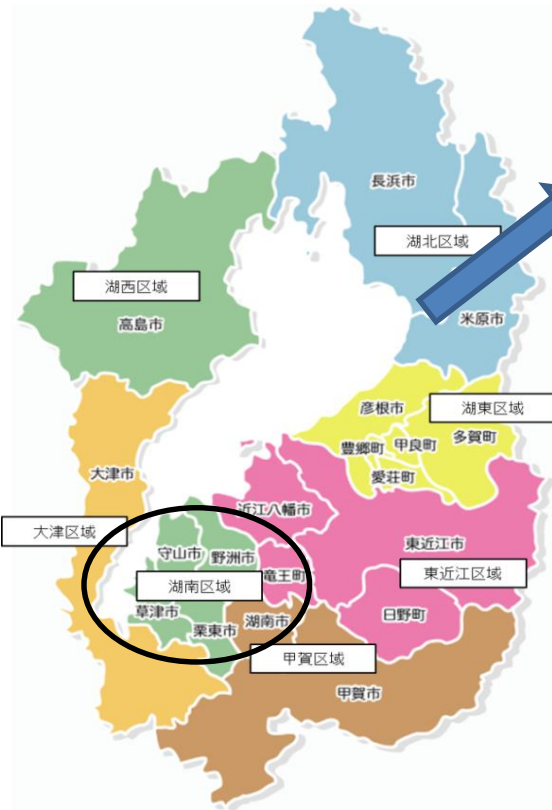 長浜市
湖北区域
湖西区域
高島市
米原市
彦根市
湖東区域
豊郷町
甲良町
多賀町
愛荘町
大津市
近江八幡市
大津区域
守山市
野洲市
東近江市
湖南区域
竜王町
東近江区域
草津市
湖南市
日野町
栗東市
甲賀区域
甲賀市